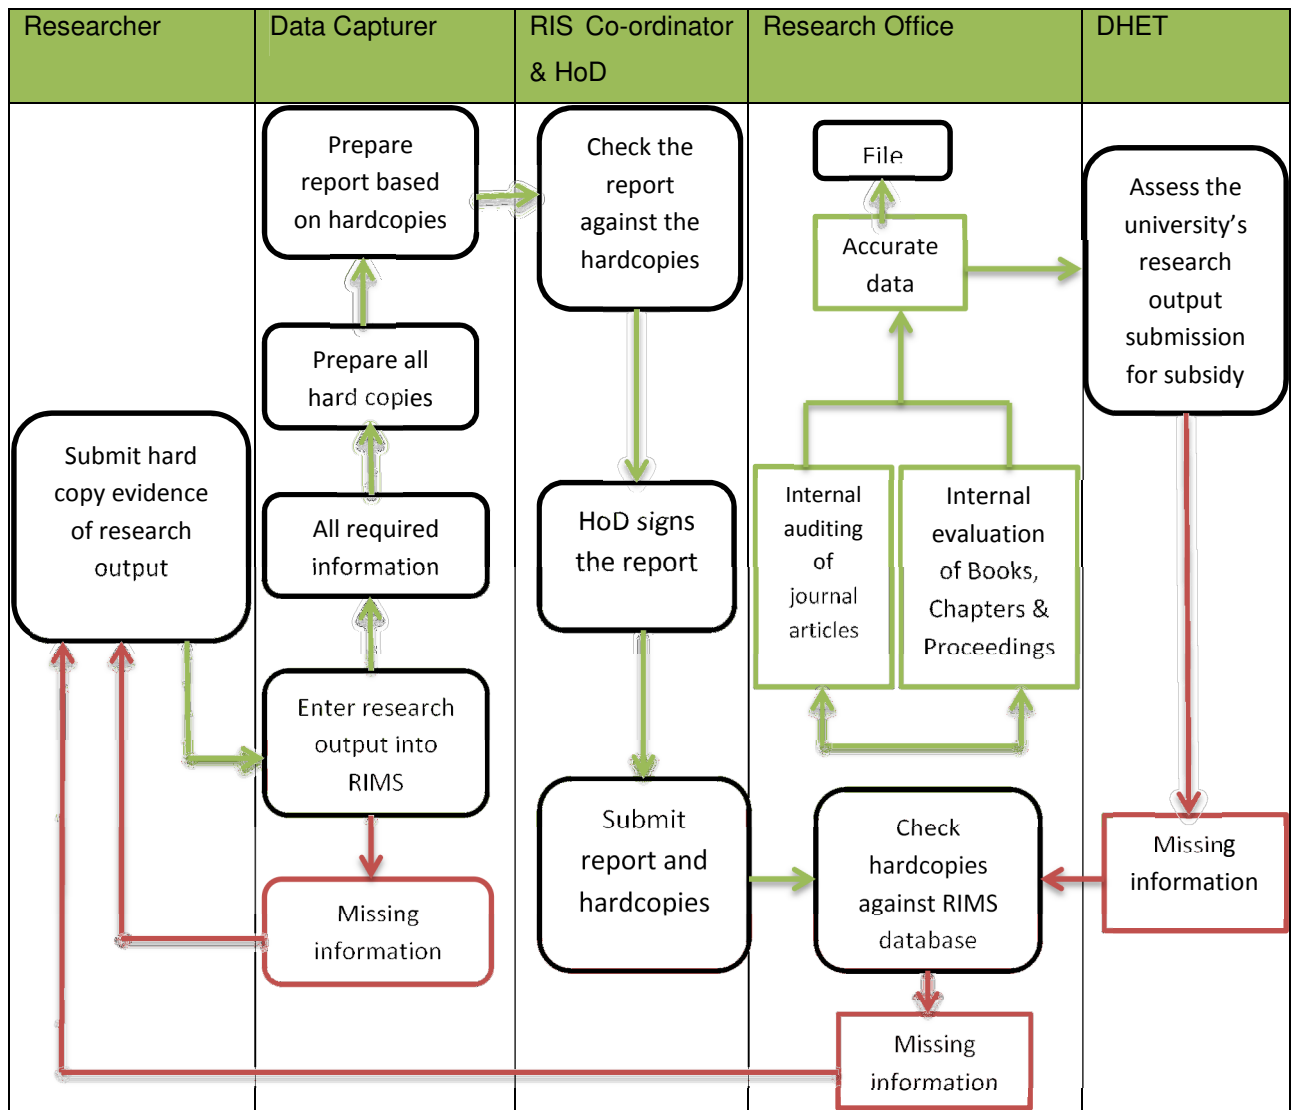 Researcher
Data Capturer
RIS Co-ordinator
& HoD
Research Office
DHET
Submit hard
copy evidence
of research
output
Prepare
report based
on hardcopies
Prepare all
hard copies
All required
information
Enter research
output into
RIMS
Missing
information
Check the
report
against the
hardcopies
HoD signs
the report
Submit
report and
hardcopies
File
Accurate
data
Internal
auditing
of
journal
articles
Internal
evaluation
of Books,
Chapters &
Proceedings
Check
hardcopies
against RIMS
database
Missing
information
Assess the
university’s
research
output
submission
for subsidy
Missing
information